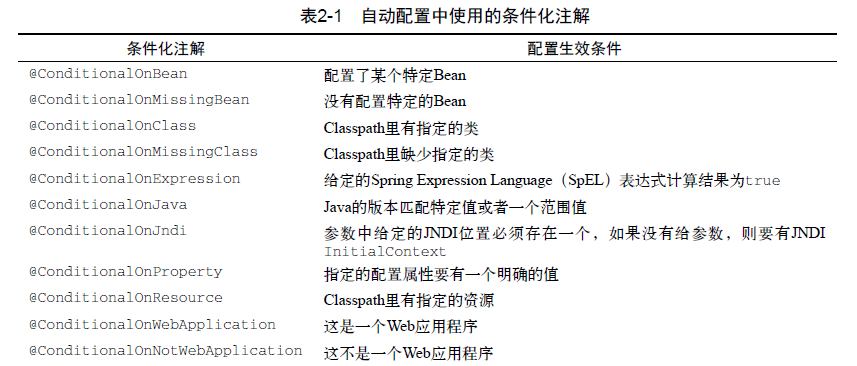 表2-1 自动配置中使用的条件化注解
条件化注解 配置生效条件
@ConditionalOnBean 配置了某个特定Bean
@ConditionalOnMissingBean 没有配置特定的Bean
@ConditionalOnClass Classpath里有指定的类
@ConditionalOnMissingClass Classpath里缺少指定的类
@ConditionalOnExpression 给定的Spring Expression Language（SpEL）表达式计算结果为true
@ConditionalOnJava Java的版本匹配特定值或者一个范围值
@ConditionalOnJndi 参数中给定的JNDI位置必须存在一个，如果没有给参数，则要有JNDI
InitialContext
@ConditionalOnProperty 指定的配置属性要有一个明确的值
@ConditionalOnResource Classpath里有指定的资源
@ConditionalOnWebApplication 这是一个Web应用程序
@ConditionalOnNotWebApplication 这不是一个Web应用程序